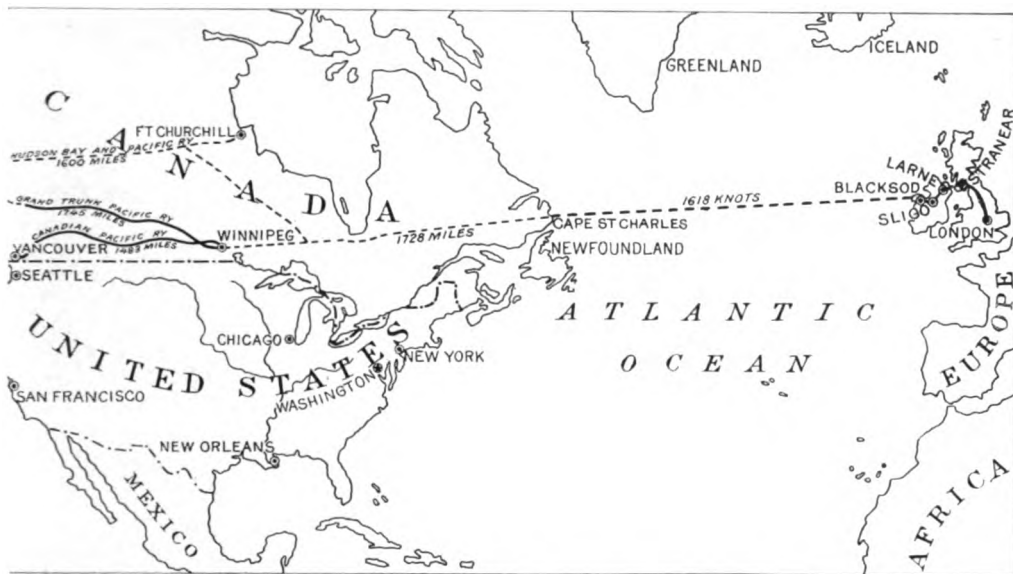 ICELAND
GREENLAND
CANADA
FT CHURCHILL
HUDSON BAY AND PACIFIC RY
1600 MILES
STRANEAR
LARNE
BLACKSOD
SLIGO
LONDON
1618 KNOTS
GRAND TRUNK PACIFIC RY
1745 MILES
CANADIAN PACIFIC RY
1483 MILES
WINNIPEG
1728 MILES
CAPE ST CHARLES
NEWFOUNDLAND
VANCOUVER
SEATTLE
ATLANTIC
OCEAN
EUROPE
UNITED STATES
CHICAGO
NEW YORK
WASHINGTON
SAN FRANCISCO
NEW ORLEANS
MEXICO
AFRICA